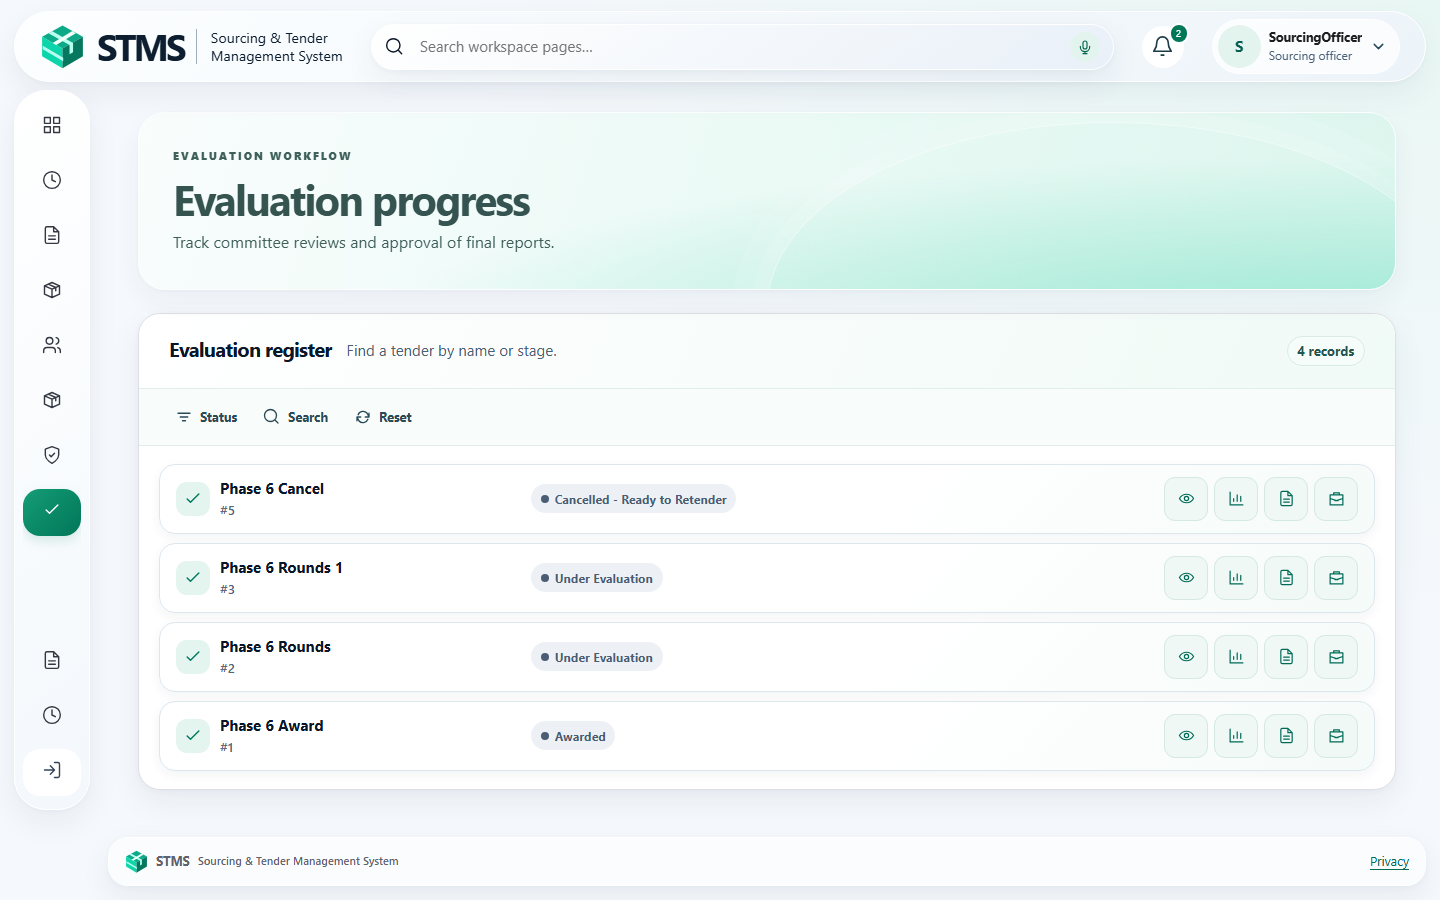 STMS
Sourcing & Tender
Management System
Search workspace pages...
2
S
SourcingOfficer
Sourcing officer
EVALUATION WORKFLOW
Evaluation progress
Track committee reviews and approval of final reports.
Evaluation register
Find a tender by name or stage.
4 records
Status
Search
Reset
Phase 6 Cancel
#5
Cancelled - Ready to Retender
Phase 6 Rounds 1
#3
Under Evaluation
Phase 6 Rounds
#2
Under Evaluation
Phase 6 Award
#1
Awarded
STMS
Sourcing & Tender Management System
Privacy